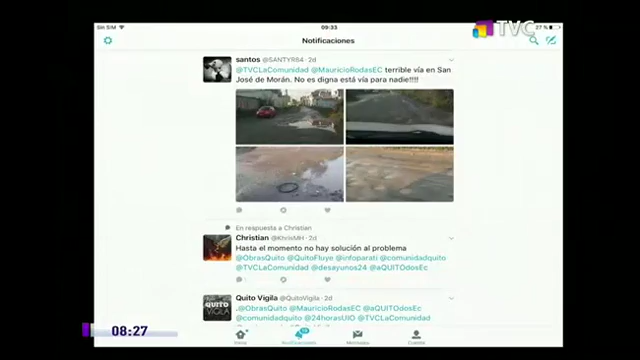 Sin SIM
09:33
27 %
TVC
Notificaciones
santos @SANTYR84 · 2d
@TVCLaComunidad @MauricioRodasEC terrible vía en San
José de Morán. No es digna está vía para nadie!!!!!
En respuesta a Christian
Christian @KhrisMH · 2d
Hasta el momento no hay solución al problema
@ObrasQuito @QuitoFluye @infoparati @comunidadquito
@TVCLaComunidad @desayunos24 @aQUITOdosEc
1
QUITO
VIGILA
Quito Vigila @QuitoVigila · 2d
.@ObrasQuito @MauricioRodasEC @aQUITOdosEc
@comunidadquito @24horasUIO @TVCLaComunidad
Inicio
Notificaciones
Mensajes
Cuenta
08:27